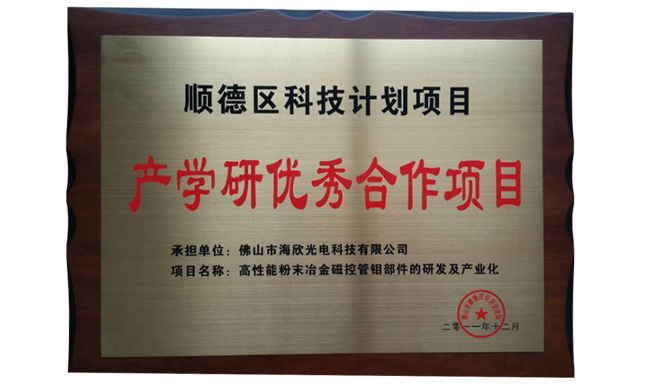 顺德区科技计划项目
产学研优秀合作项目
承担单位：佛山市海欣光电科技有限公司
项目名称：高性能粉末冶金磁控管钼部件的研发及产业化
二零一一年十二月